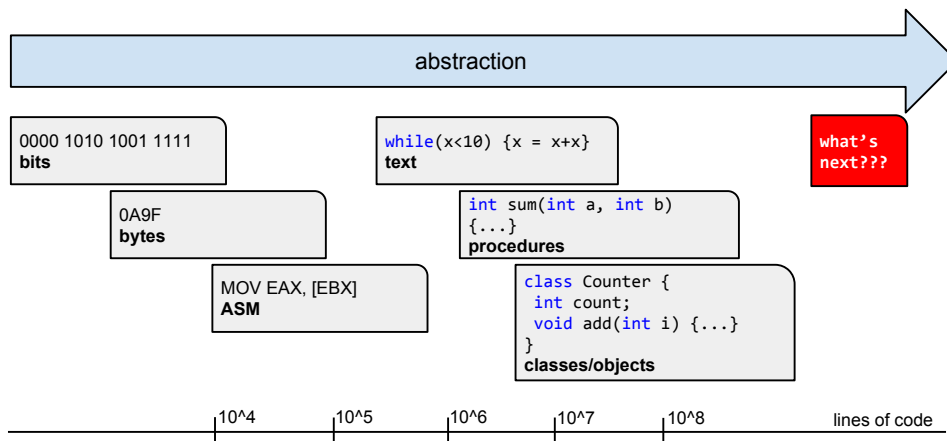 abstraction
0000 1010 1001 1111
bits
0A9F
bytes
MOV EAX, [EBX]
ASM
while(x<10) {x = x+x}
text
int sum(int a, int b)
{...}
procedures
class Counter {
int count;
void add(int i) {...}
}
classes/objects
what's
next???
10^4 10^5 10^6 10^7 10^8 lines of code